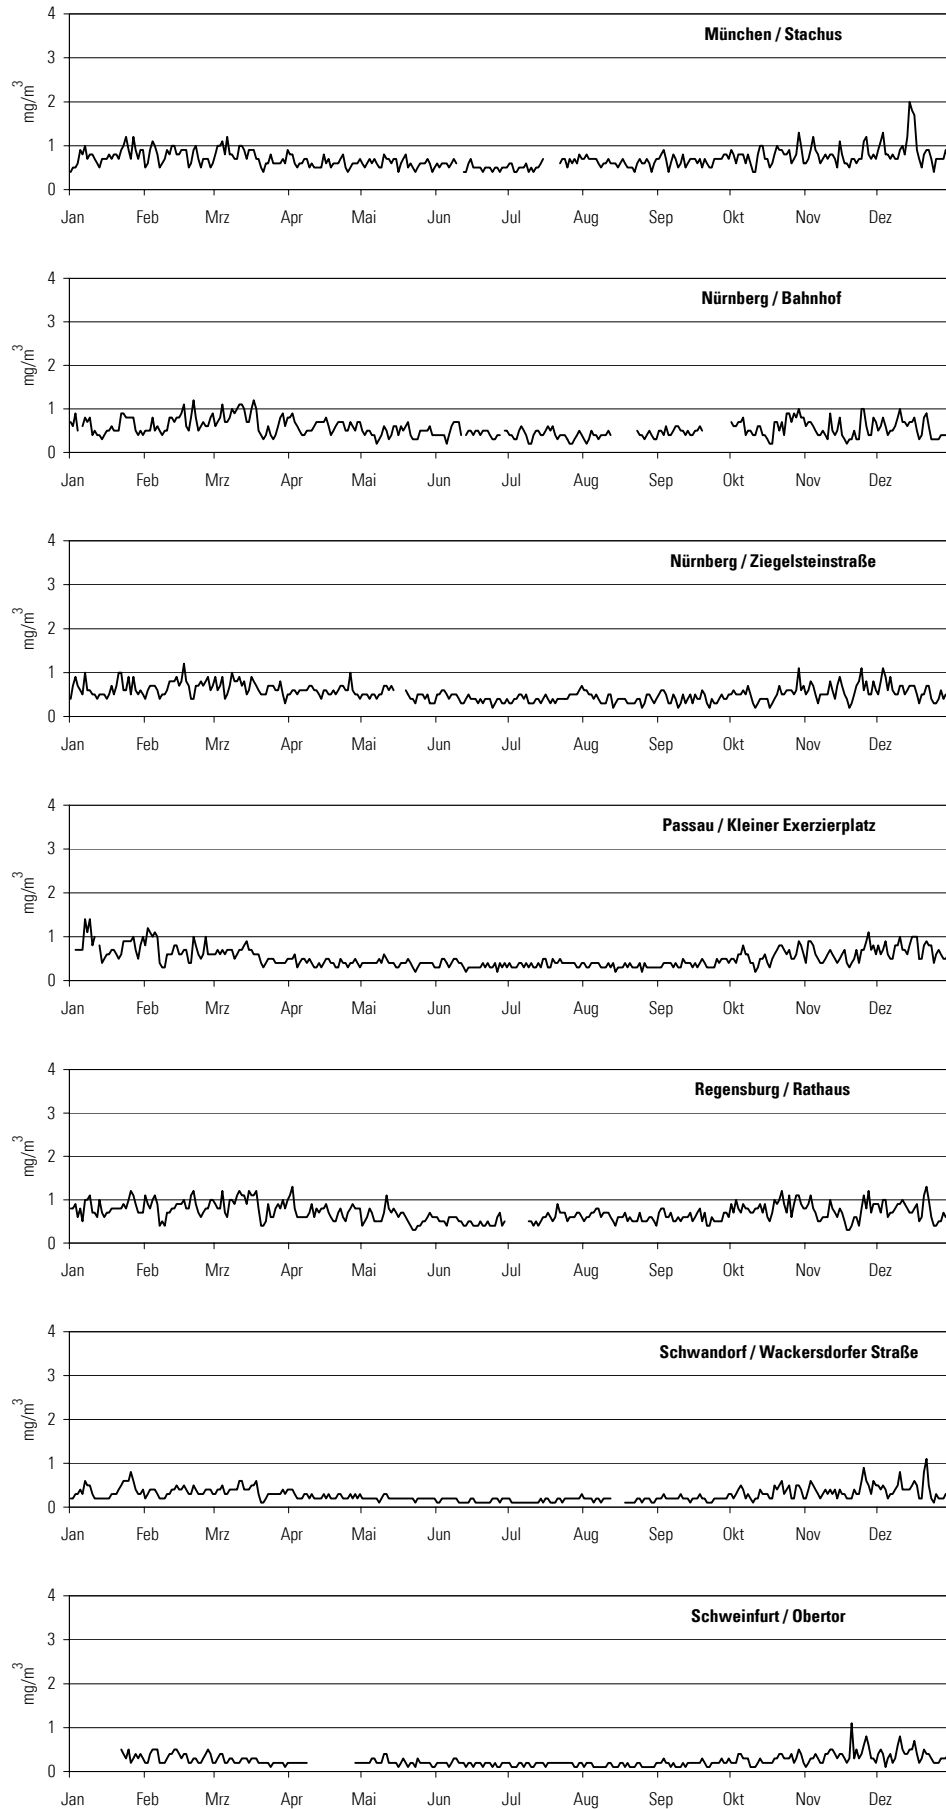 4
München / Stachus
3
mg/m³
2
1
0
Jan Feb Mrz Apr Mai Jun Jul Aug Sep Okt Nov Dez
4
Nürnberg / Bahnhof
3
mg/m³
2
1
0
Jan Feb Mrz Apr Mai Jun Jul Aug Sep Okt Nov Dez
4
Nürnberg / Ziegelsteinstraße
3
mg/m³
2
1
0
Jan Feb Mrz Apr Mai Jun Jul Aug Sep Okt Nov Dez
4
Passau / Kleiner Exerzierplatz
3
mg/m³
2
1
0
Jan Feb Mrz Apr Mai Jun Jul Aug Sep Okt Nov Dez
4
Regensburg / Rathaus
3
mg/m³
2
1
0
Jan Feb Mrz Apr Mai Jun Jul Aug Sep Okt Nov Dez
4
Schwandorf / Wackersdorfer Straße
3
mg/m³
2
1
0
Jan Feb Mrz Apr Mai Jun Jul Aug Sep Okt Nov Dez
4
Schweinfurt / Obertor
3
mg/m³
2
1
0
Jan Feb Mrz Apr Mai Jun Jul Aug Sep Okt Nov Dez